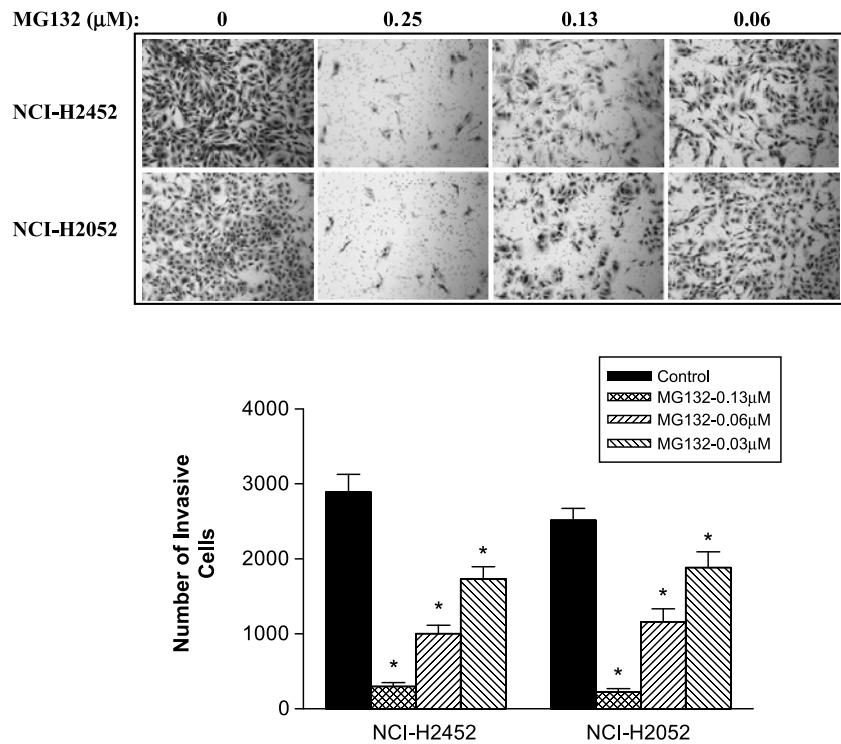 MG132 (µM): 0 0.25 0.13 0.06
NCI-H2452
NCI-H2052
Control
MG132-0.13µM
MG132-0.06µM
MG132-0.03µM
Number of Invasive
Cells
4000
3000
2000
1000
0
* * * * * *
NCI-H2452 NCI-H2052